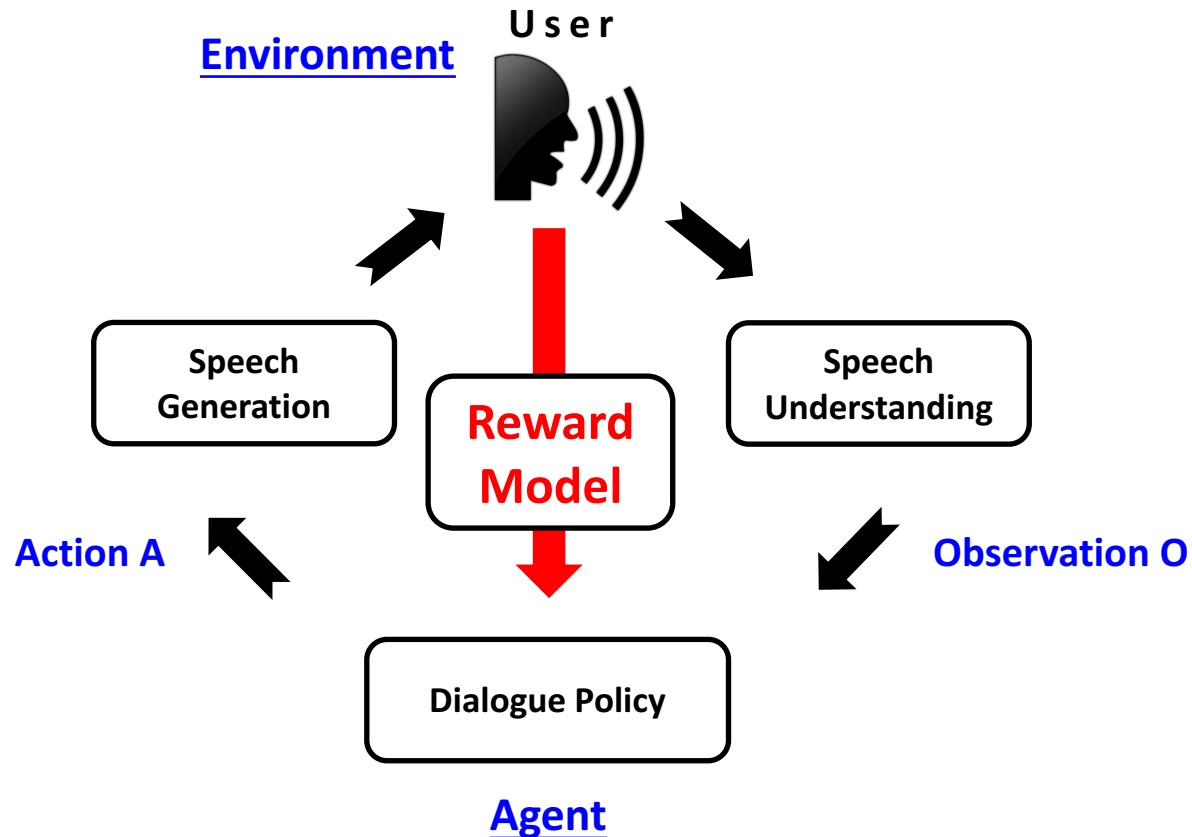 User
Environment
Speech
Generation
Reward
Model
Speech
Understanding
Action A
Observation O
Dialogue Policy
Agent